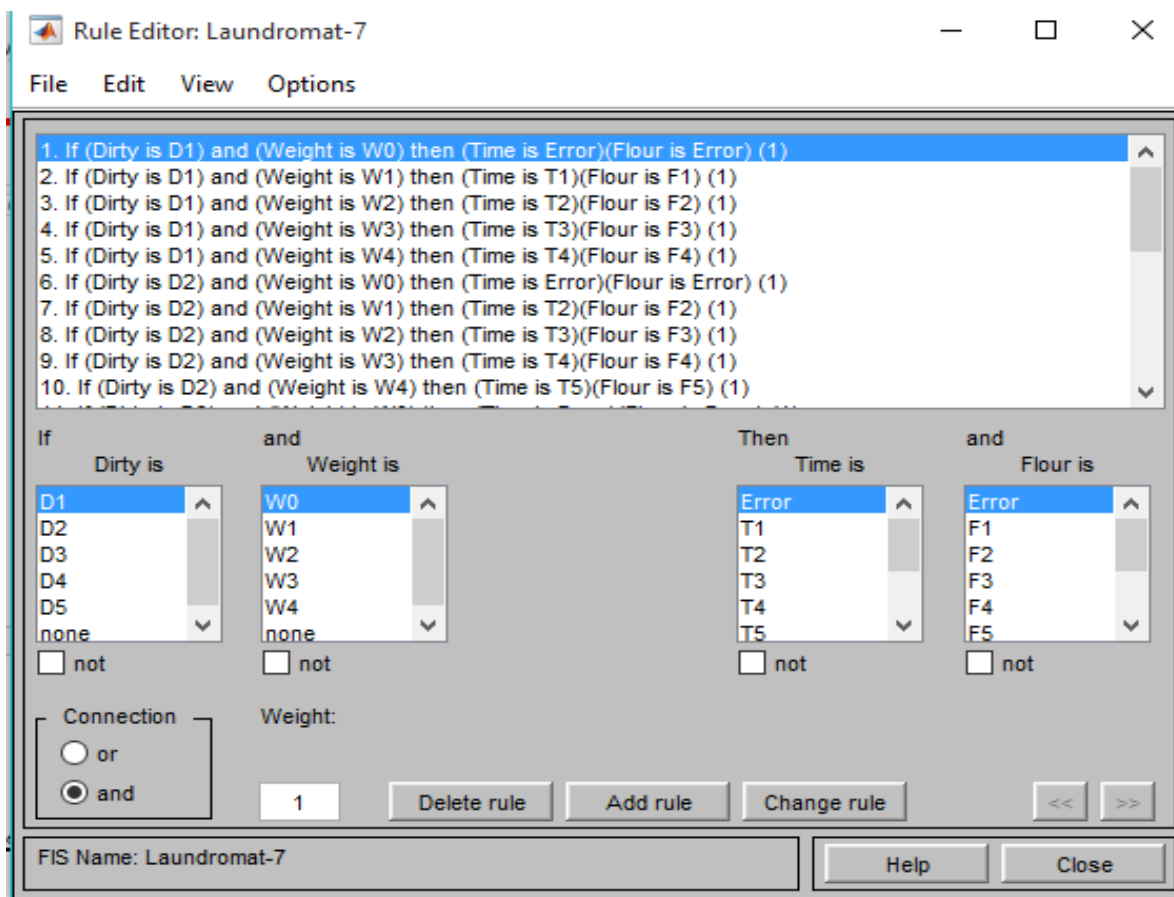 Rule Editor: Laundromat-7
File Edit View Options
1. If (Dirty is D1) and (Weight is W0) then (Time is Error)(Flour is Error) (1)
2. If (Dirty is D1) and (Weight is W1) then (Time is T1)(Flour is F1) (1)
3. If (Dirty is D1) and (Weight is W2) then (Time is T2)(Flour is F2) (1)
4. If (Dirty is D1) and (Weight is W3) then (Time is T3)(Flour is F3) (1)
5. If (Dirty is D1) and (Weight is W4) then (Time is T4)(Flour is F4) (1)
6. If (Dirty is D2) and (Weight is W0) then (Time is Error)(Flour is Error) (1)
7. If (Dirty is D2) and (Weight is W1) then (Time is T2)(Flour is F2) (1)
8. If (Dirty is D2) and (Weight is W2) then (Time is T3)(Flour is F3) (1)
9. If (Dirty is D2) and (Weight is W3) then (Time is T4)(Flour is F4) (1)
10. If (Dirty is D2) and (Weight is W4) then (Time is T5)(Flour is F5) (1)
If and Then and
Dirty is Weight is Time is Flour is
D1 W0 Error Error
D2 W1 T1 F1
D3 W2 T2 F2
D4 W3 T3 F3
D5 W4 T4 F4
none none T5 F5
not not not not
Connection Weight:
or
and 1 Delete rule Add rule Change rule << >>
FIS Name: Laundromat-7 Help Close